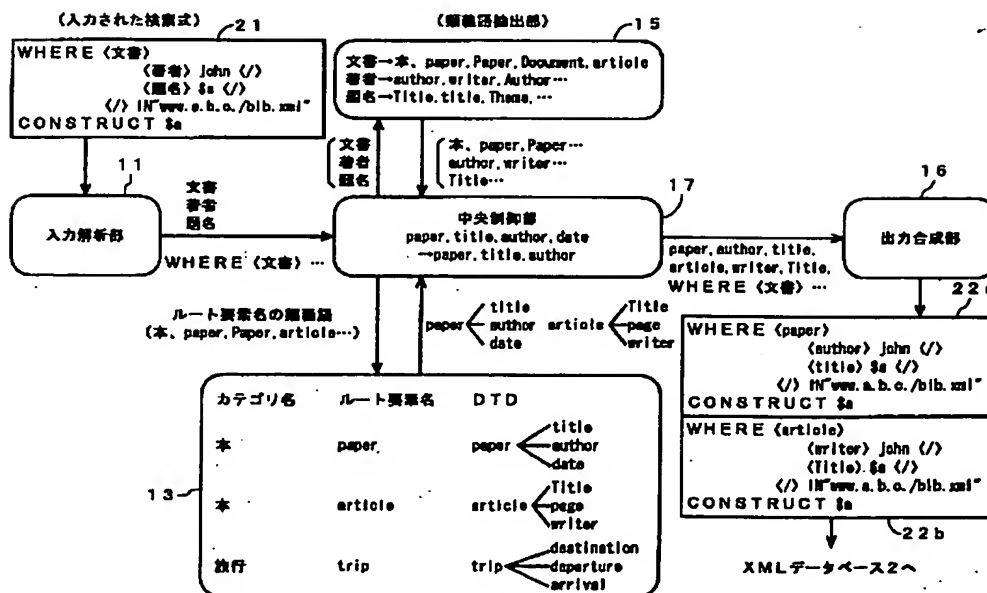 (入力された検索式)
21
WHERE〈文書〉
〈著者〉john〈/〉
〈題名〉$a〈/〉
〈/〉IN"www.a.b.c./bib.xml"
CONSTRUCT $a
(類義語抽出部)
15
文書→本、paper,Paper,Document,article
著者→author,writer,Author…
題名→Title,title,Theme,…
文書
著者
題名
本、paper,Paper…
author,writer…
Title…
11
入力解析部
文書
著者
題名
WHERE〈文書〉…
17
中央制御部
paper,title,author,date
→paper,title,author
16
出力合成部
paper,author,title,
article,writer,Title,
WHERE〈文書〉…
ルート要素名の類義語
(本、paper,Paper,article…)
paper
title
author
date
article
Title
page
writer
22a
WHERE〈paper〉
〈author〉john〈/〉
〈title〉$a〈/〉
〈/〉IN"www.a.b.c./bib.xml"
CONSTRUCT $a
WHERE〈article〉
〈writer〉john〈/〉
〈Title〉$a〈/〉
〈/〉IN"www.a.b.c./bib.xml"
CONSTRUCT $a
22b
XMLデータベース2へ
13
カテゴリ名 ルート要素名 DTD
本 paper paper
title
author
date
本 article article
Title
page
writer
旅行 trip trip
destination
departure
arrival